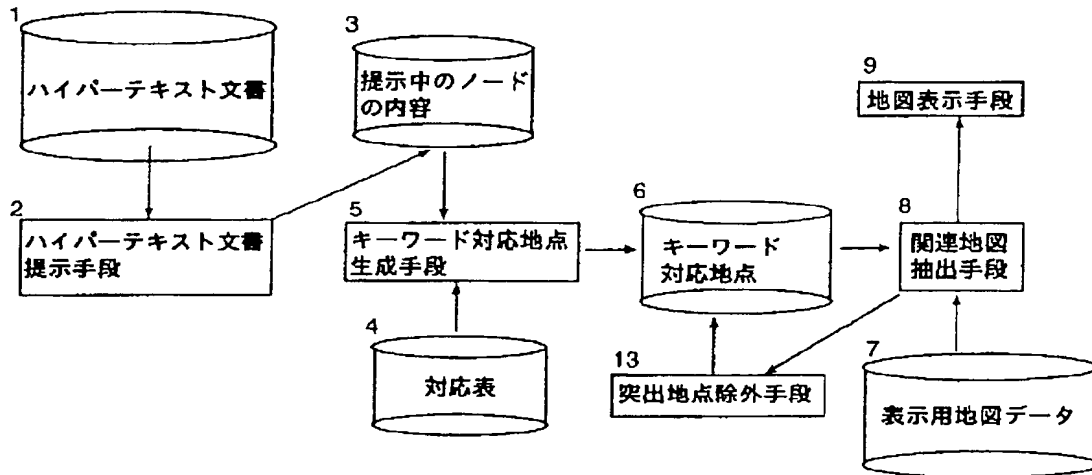 1
ハイパーテキスト文書
2
ハイパーテキスト文書
提示手段
3
提示中のノード
の内容
5
キーワード対応地点
生成手段
4
対応表
6
キーワード
対応地点
13
突出地点除外手段
9
地図表示手段
8
関連地図
抽出手段
7
表示用地図データ